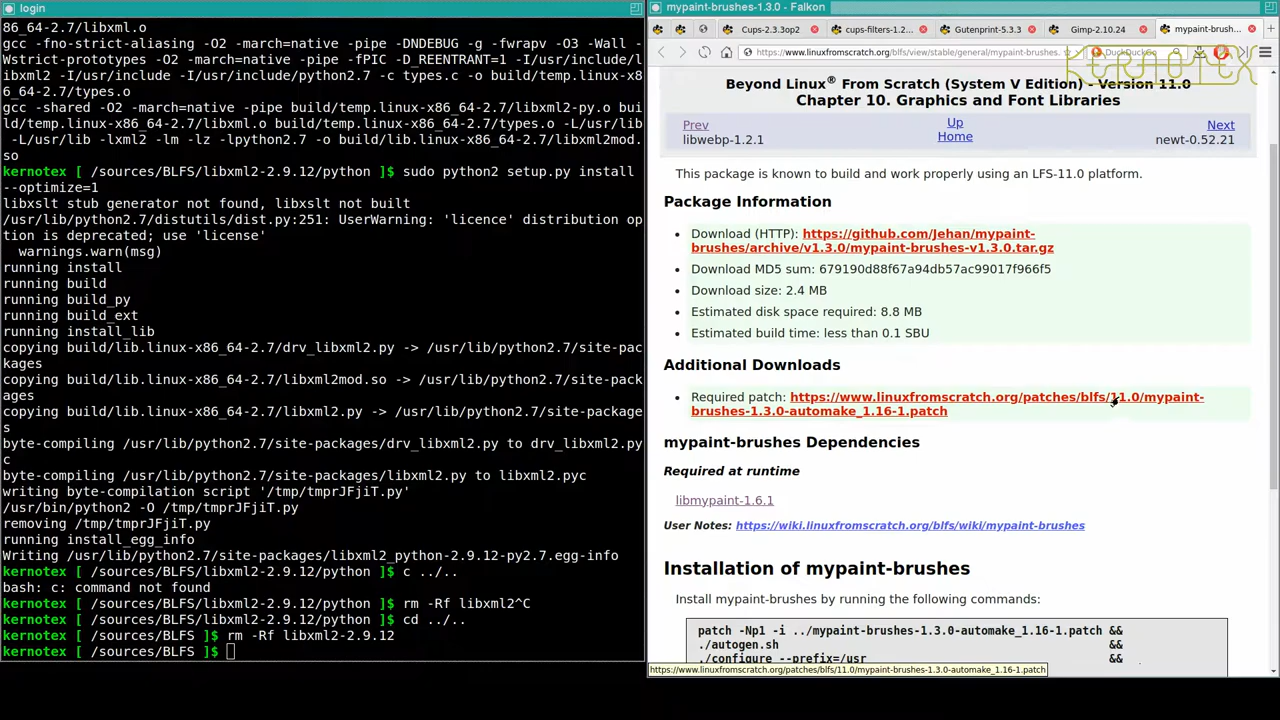 login
86_64-2.7/libxml.o
gcc -fno-strict-aliasing -O2 -march=native -pipe -DNDEBUG -g -fwrapv -O3 -Wall -
Wstrict-prototypes -O2 -march=native -pipe -fPIC -D_REENTRANT=1 -I/usr/include/l
ibxml2 -I/usr/include -I/usr/include/python2.7 -c types.c -o build/temp.linux-x8
6_64-2.7/types.o
gcc -shared -O2 -march=native -pipe build/temp.linux-x86_64-2.7/libxml2-py.o bui
ld/temp.linux-x86_64-2.7/libxml.o build/temp.linux-x86_64-2.7/types.o -L/usr/lib
-L/usr/lib -lxml2 -lm -lz -lpython2.7 -o build/lib.linux-x86_64-2.7/libxml2mod.
so
kernotex [ /sources/BLFS/libxml2-2.9.12/python ]$ sudo python2 setup.py install
--optimize=1
libxslt stub generator not found, libxslt not built
/usr/lib/python2.7/distutils/dist.py:251: UserWarning: 'licence' distribution op
tion is deprecated; use 'license'
warnings.warn(msg)
running install
running build
running build_py
running build_ext
running install_lib
copying build/lib.linux-x86_64-2.7/drv_libxml2.py -> /usr/lib/python2.7/site-pac
kages
copying build/lib.linux-x86_64-2.7/libxml2mod.so -> /usr/lib/python2.7/site-pack
ages
copying build/lib.linux-x86_64-2.7/libxml2.py -> /usr/lib/python2.7/site-package
s
byte-compiling /usr/lib/python2.7/site-packages/drv_libxml2.py to drv_libxml2.py
c
byte-compiling /usr/lib/python2.7/site-packages/libxml2.py to libxml2.pyc
writing byte-compilation script '/tmp/tmprJFjiT.py'
/usr/bin/python2 -O /tmp/tmprJFjiT.py
removing /tmp/tmprJFjiT.py
running install_egg_info
Writing /usr/lib/python2.7/site-packages/libxml2_python-2.9.12-py2.7.egg-info
kernotex [ /sources/BLFS/libxml2-2.9.12/python ]$ c ../..
bash: c: command not found
kernotex [ /sources/BLFS/libxml2-2.9.12/python ]$ rm -Rf libxml2^C
kernotex [ /sources/BLFS/libxml2-2.9.12/python ]$ cd ../..
kernotex [ /sources/BLFS ]$ rm -Rf libxml2-2.9.12
kernotex [ /sources/BLFS ]$
mypaint-brushes-1.3.0 - Falkon
Cups-2.3.3op2 cups-filters-1.2... Gutenprint-5.3.3 Gimp-2.10.24 mypaint-brush...
https://www.linuxfromscratch.org/blfs/view/stable/general/mypaint-brushes. DuckDuckGo
KERNOTEX
Beyond Linux® From Scratch (System V Edition) - Version 11.0
Chapter 10. Graphics and Font Libraries
Prev Up Next
libwebp-1.2.1 Home newt-0.52.21
This package is known to build and work properly using an LFS-11.0 platform.
Package Information
Download (HTTP): https://github.com/Jehan/mypaint-
brushes/archive/v1.3.0/mypaint-brushes-v1.3.0.tar.gz
Download MD5 sum: 679190d88f67a94db57ac99017f966f5
Download size: 2.4 MB
Estimated disk space required: 8.8 MB
Estimated build time: less than 0.1 SBU
Additional Downloads
Required patch: https://www.linuxfromscratch.org/patches/blfs/11.0/mypaint-
brushes-1.3.0-automake_1.16-1.patch
mypaint-brushes Dependencies
Required at runtime
libmypaint-1.6.1
User Notes: https://wiki.linuxfromscratch.org/blfs/wiki/mypaint-brushes
Installation of mypaint-brushes
Install mypaint-brushes by running the following commands:
patch -Np1 -i ../mypaint-brushes-1.3.0-automake_1.16-1.patch &&
./autogen.sh &&
./configure --prefix=/usr &&
https://www.linuxfromscratch.org/patches/blfs/11.0/mypaint-brushes-1.3.0-automake_1.16-1.patch